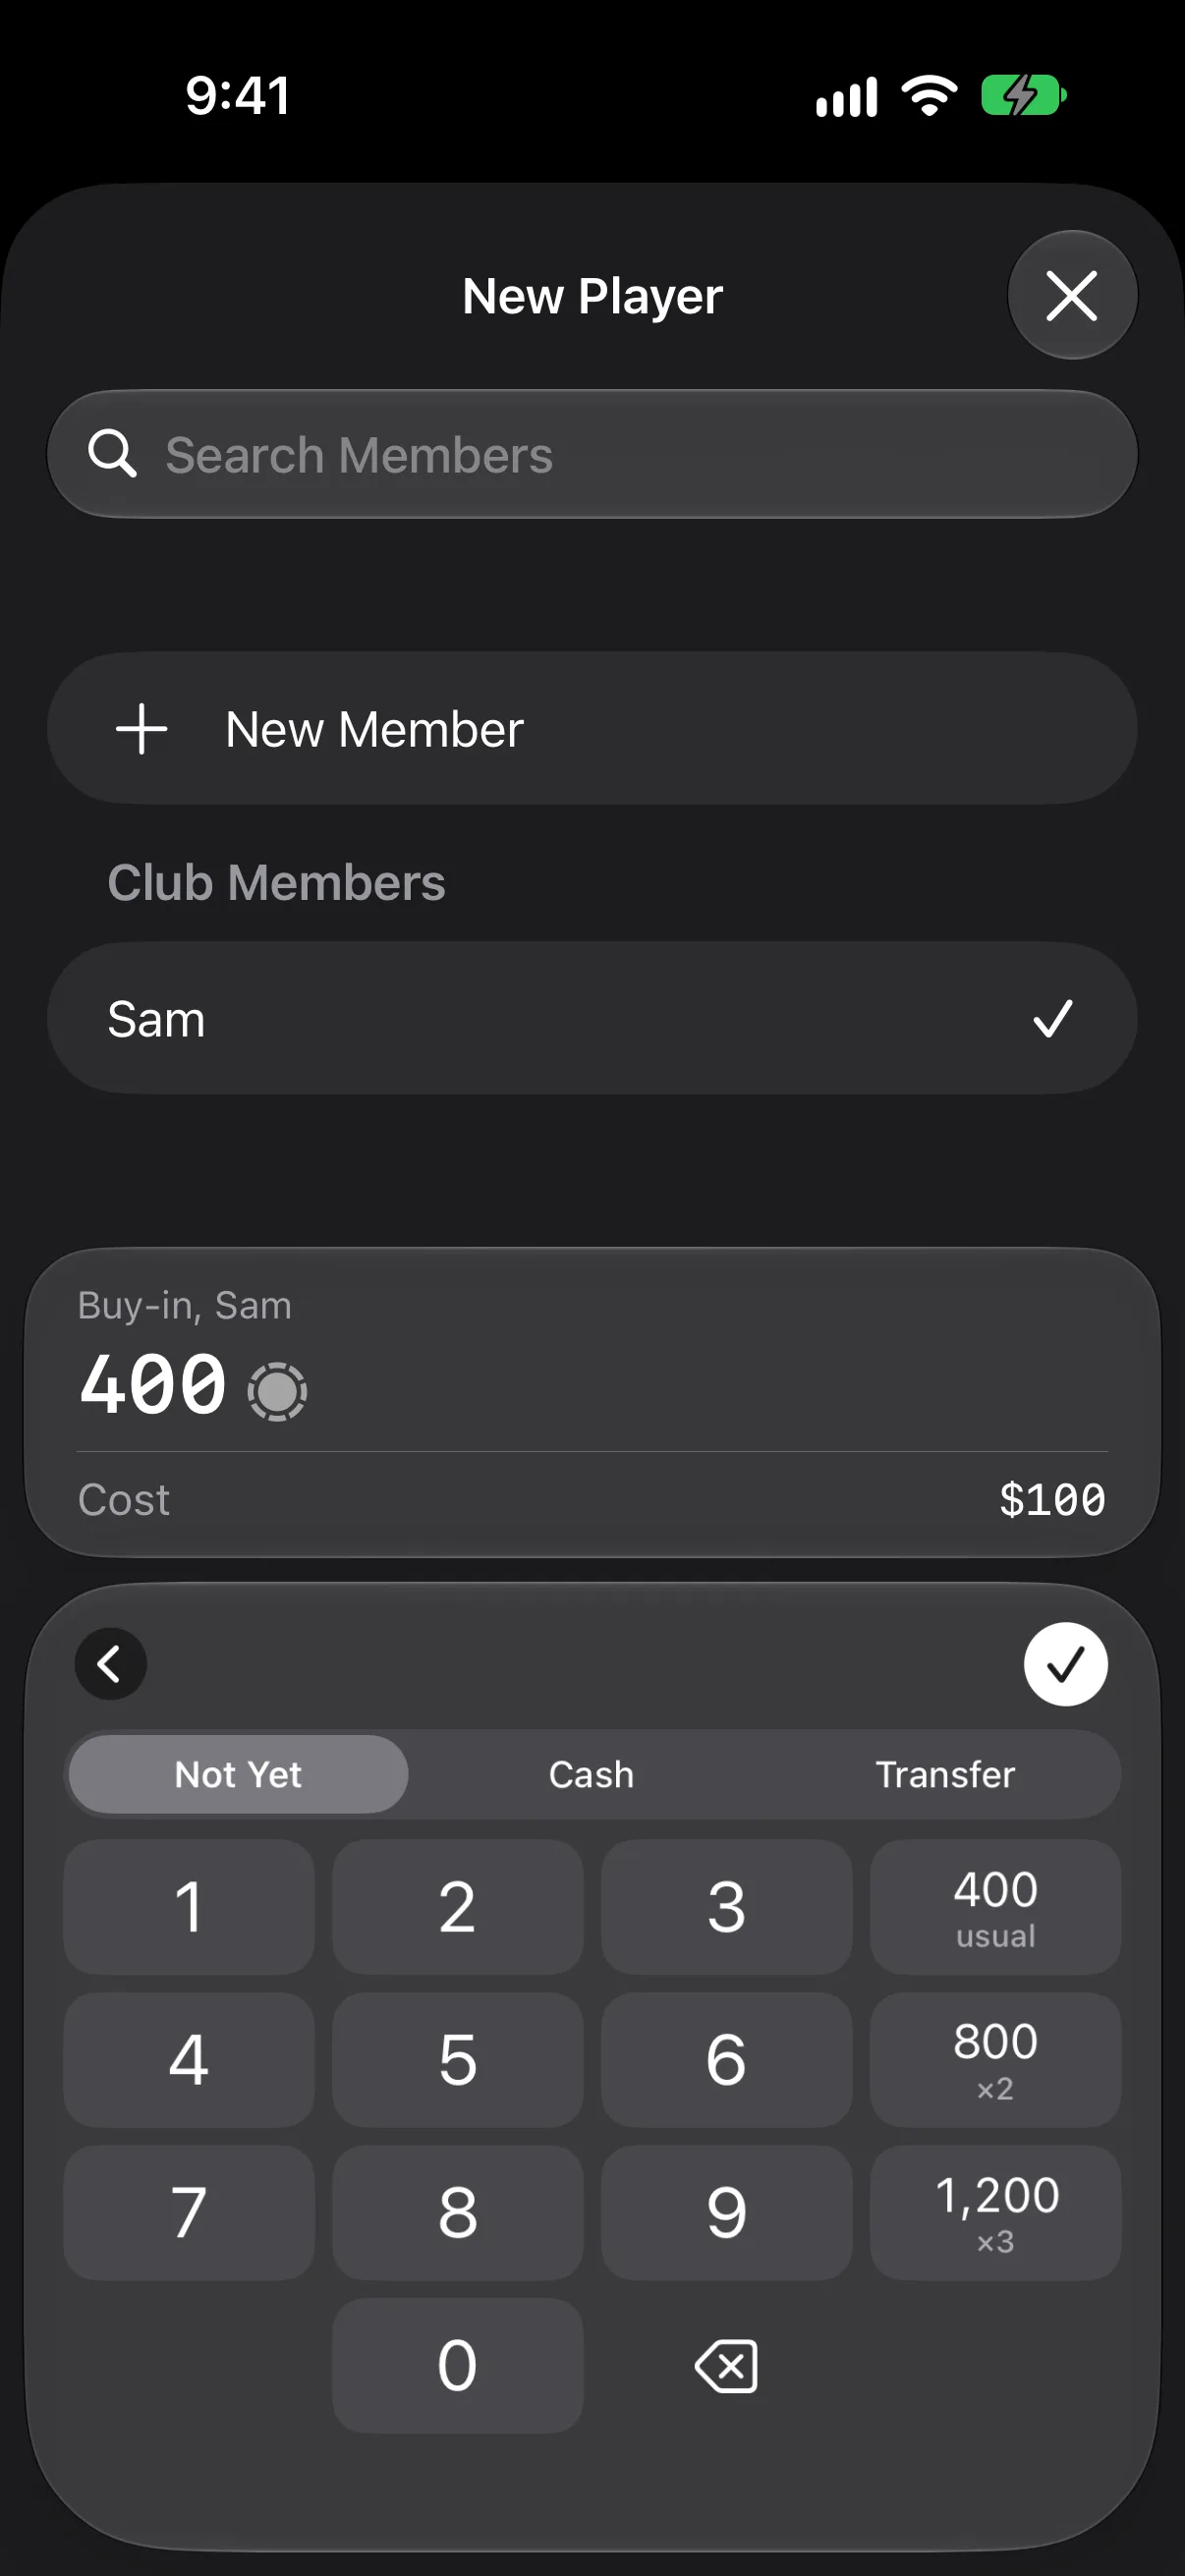 9:41
New Player
Search Members
New Member
Club Members
Sam
Buy-in, Sam
400
Cost $100
Not Yet Cash Transfer
1 2 3 400
usual
4 5 6 800
×2
7 8 9 1,200
×3
0